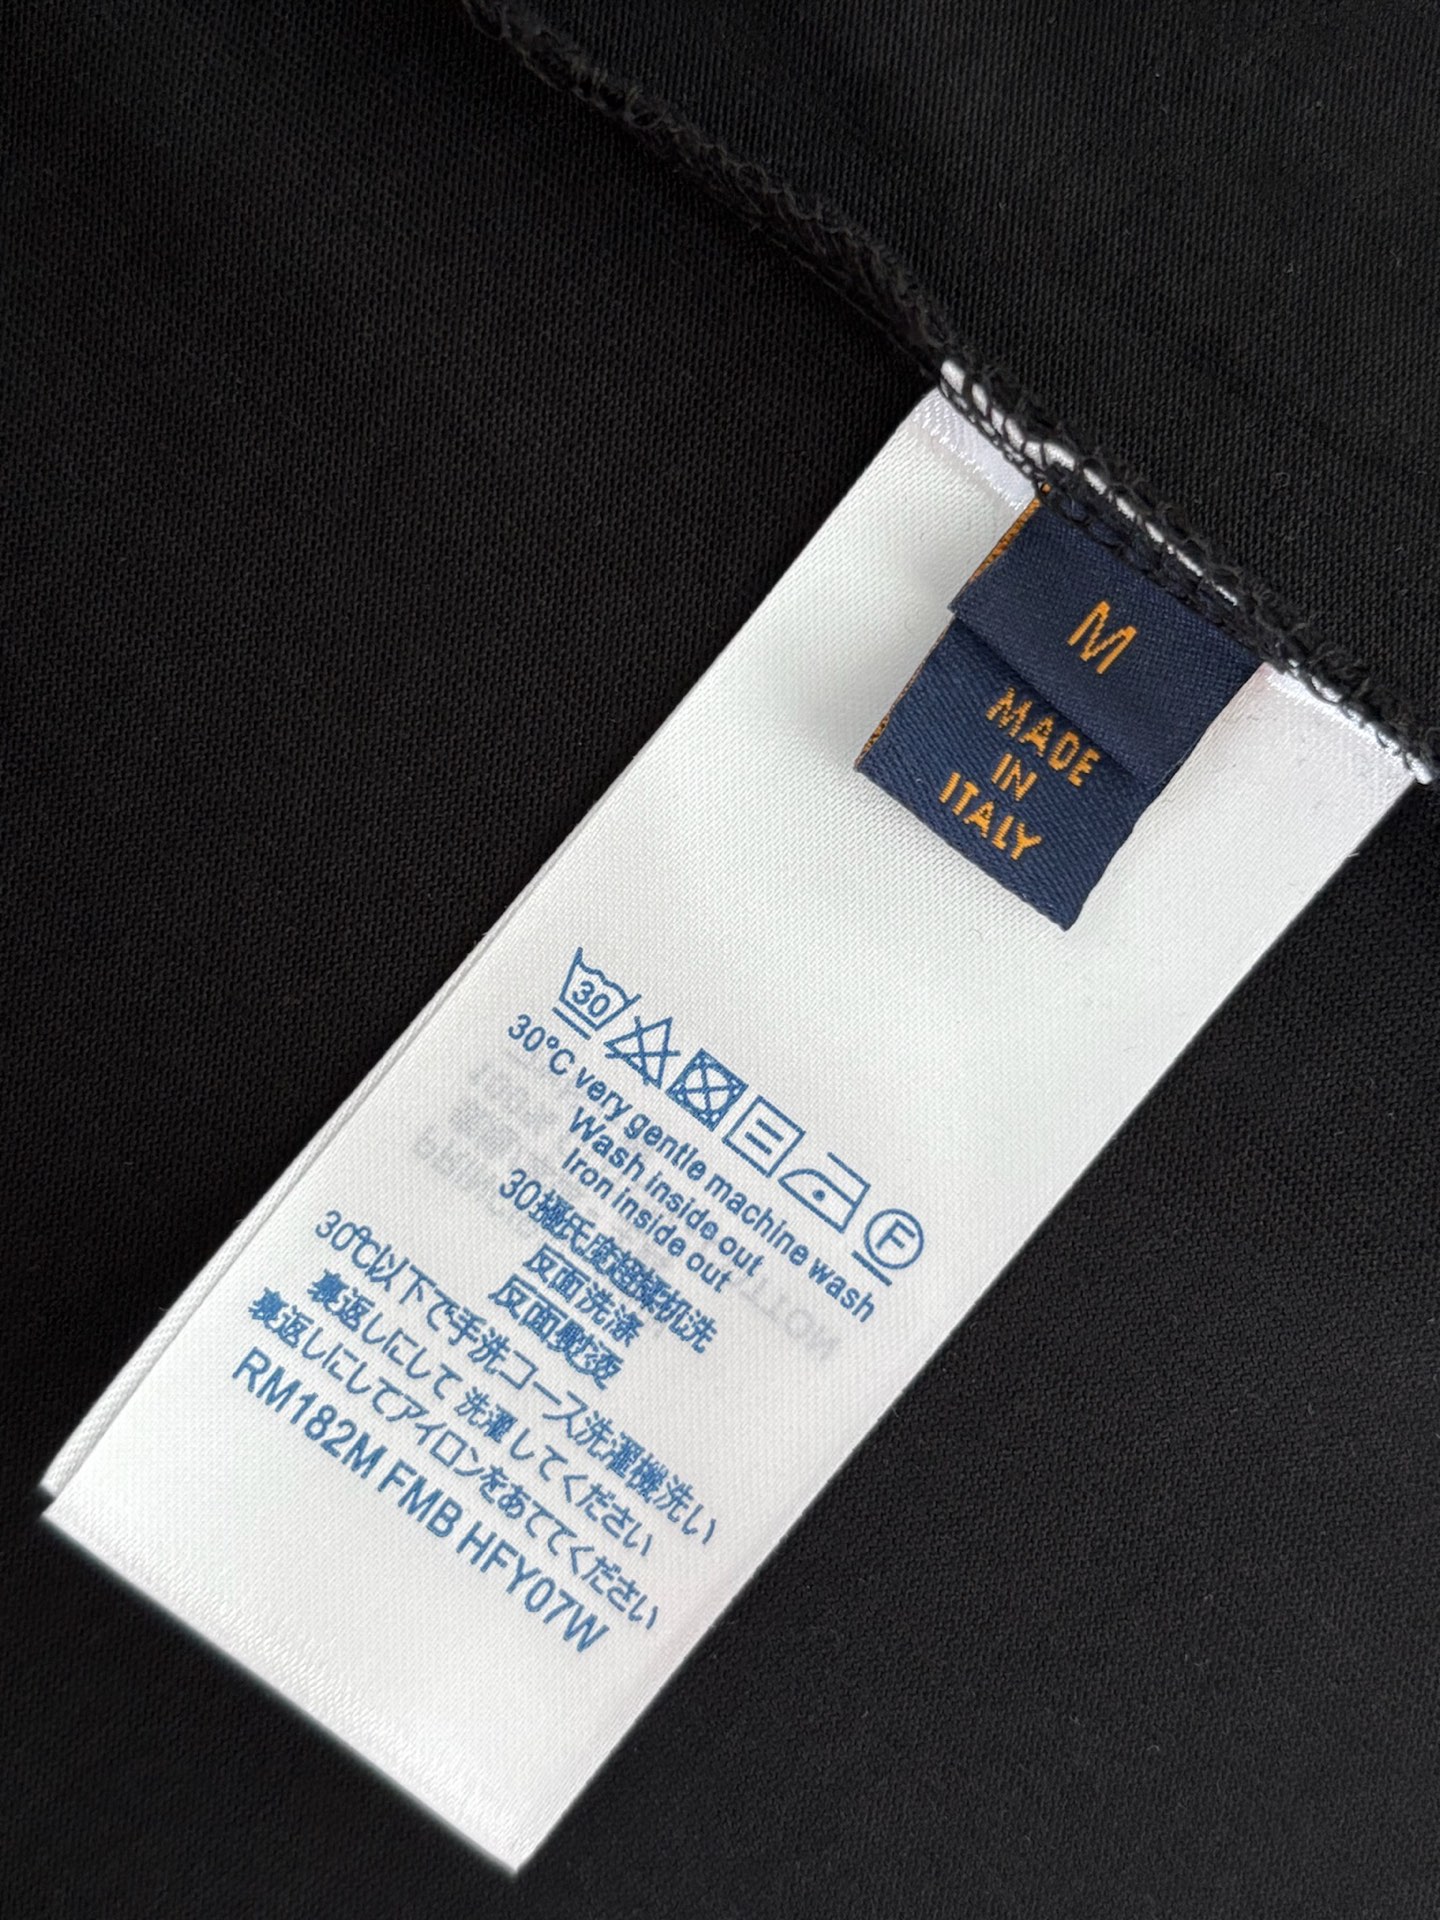 M
MADE
IN
ITALY
30
F
30°C very gentle machine wash
Wash inside out
Iron inside out
30摄氏度超柔机洗
反面洗涤
反面熨烫
30℃以下で手洗コース洗濯機洗い
裏返しにして 洗濯してください
裏返しにしてアイロンをあててください
RM182M FMB HFY07W